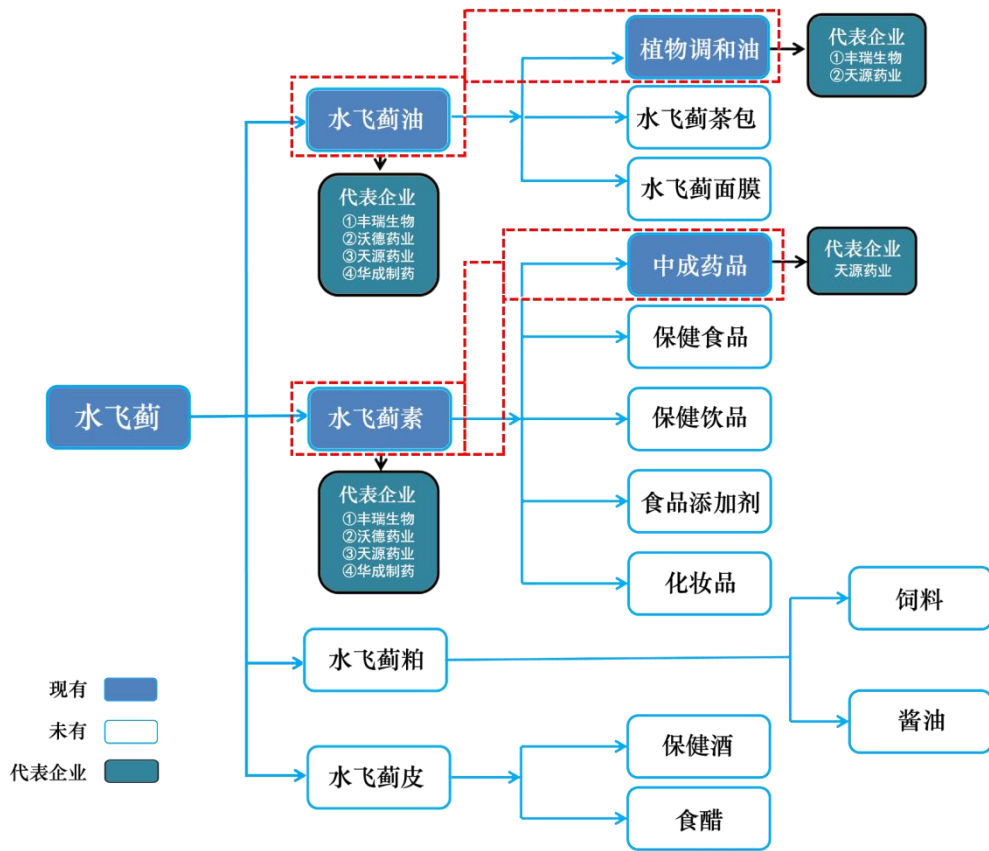 植物调和油
代表企业
①丰瑞生物
②天源药业
水飞蓟油
水飞蓟茶包
水飞蓟面膜
代表企业
①丰瑞生物
②沃德药业
③天源药业
④华成制药
中成药品
代表企业
天源药业
保健食品
水飞蓟
水飞蓟素
保健饮品
代表企业
①丰瑞生物
②沃德药业
③天源药业
④华成制药
食品添加剂
化妆品
饲料
水飞蓟粕
现有
未有
代表企业
酱油
保健酒
水飞蓟皮
食醋